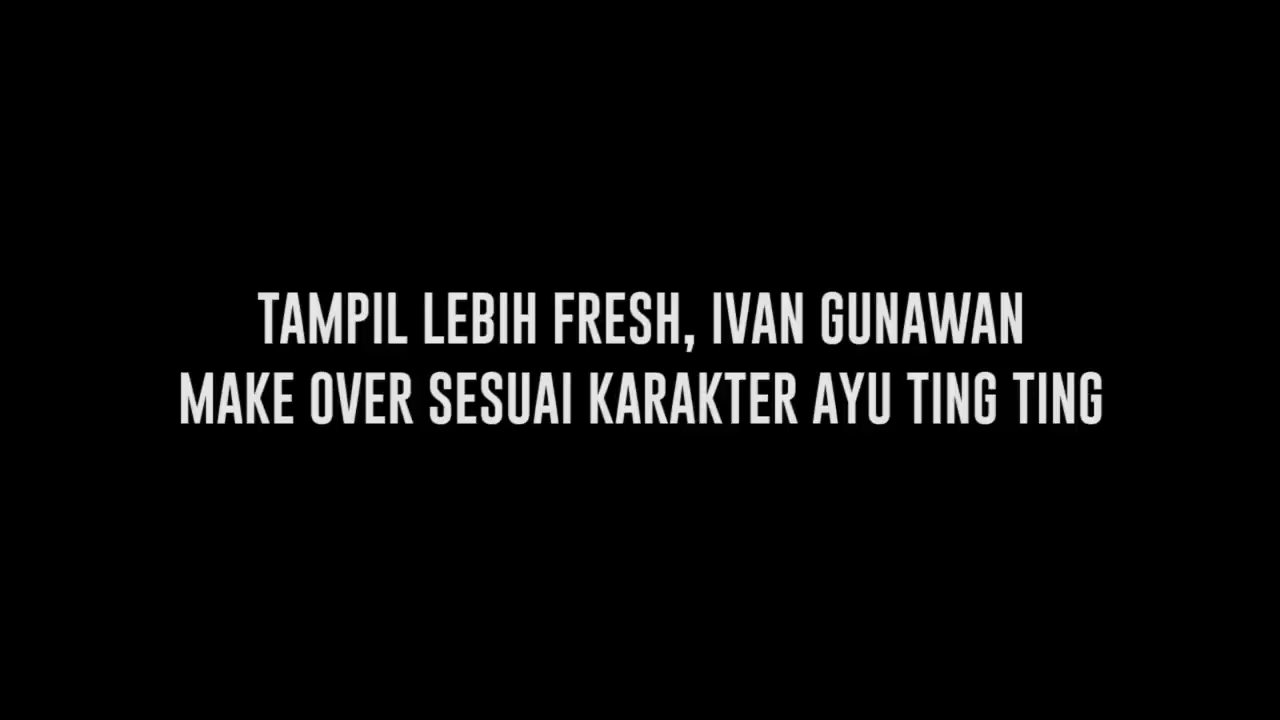 TAMPIL LEBIH FRESH, IVAN GUNAWAN
MAKE OVER SESUAI KARAKTER AYU TING TING